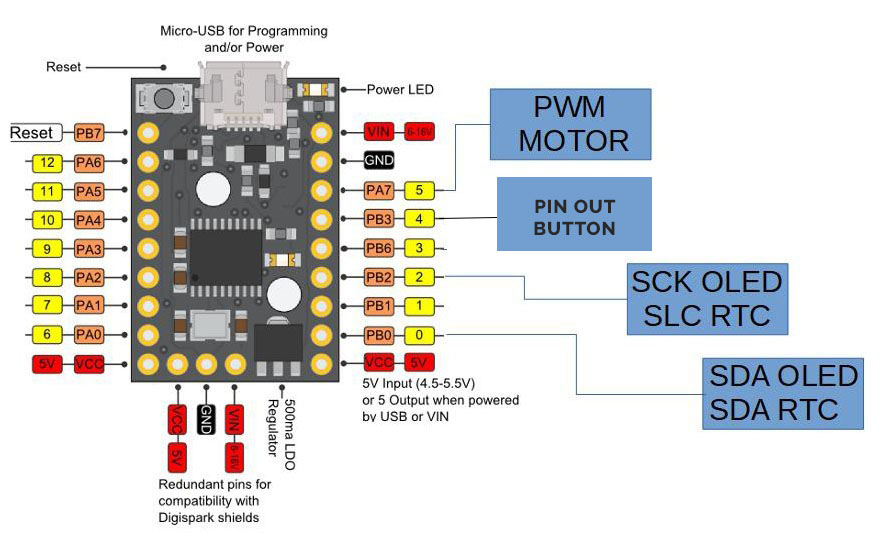 Micro-USB for Programming
and/or Power
Reset
Power LED
Reset PB7
12 PA6
11 PA5
10 PA4
9 PA3
8 PA2
7 PA1
6 PA0
5V VCC
VIN 6-16V
GND
PA7 5
PB3 4
PB6 3
PB2 2
PB1 1
PB0 0
VCC 5V
5V Input (4.5-5.5V)
or 5 Output when powered
by USB or VIN
VCC 5V
GND
VIN 6-16V
500ma LDO
Regulator
Redundant pins for
compatibility with
Digispark shields
PWM
MOTOR
PIN OUT
BUTTON
SCK OLED
SLC RTC
SDA OLED
SDA RTC